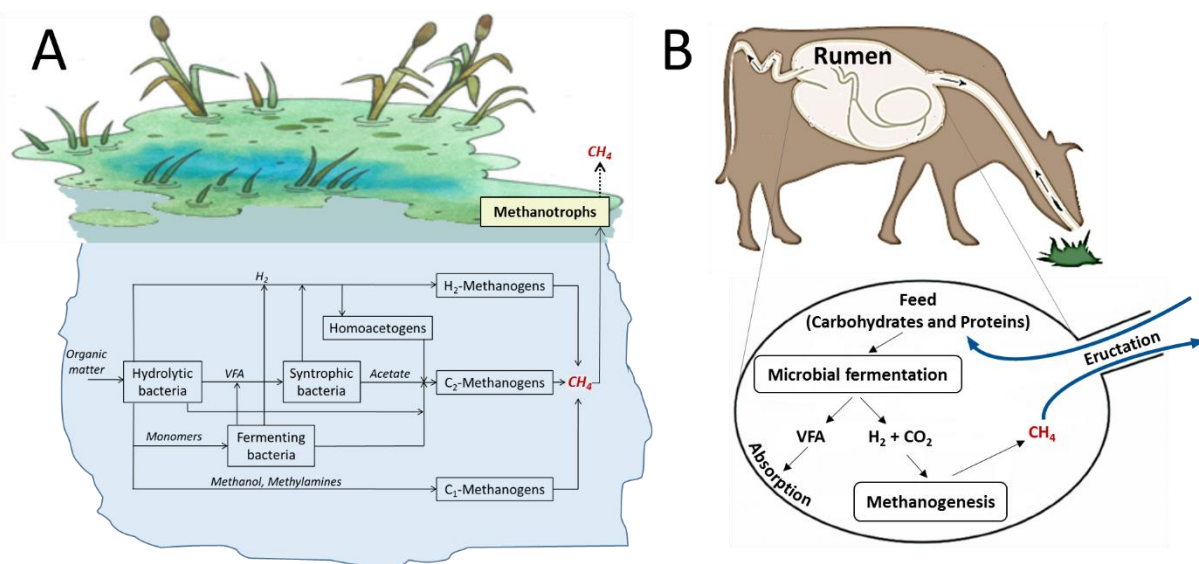 A
CH₄
Methanotrophs
H₂
H₂-Methanogens
Homoacetogens
Organic
matter
Hydrolytic
bacteria
VFA
Syntrophic
bacteria
Acetate
C₂-Methanogens
CH₄
Monomers
Fermenting
bacteria
Methanol, Methylamines
C₁-Methanogens
B
Rumen
Feed
(Carbohydrates and Proteins)
Eructation
Microbial fermentation
VFA
H₂ + CO₂
CH₄
Absorption
Methanogenesis